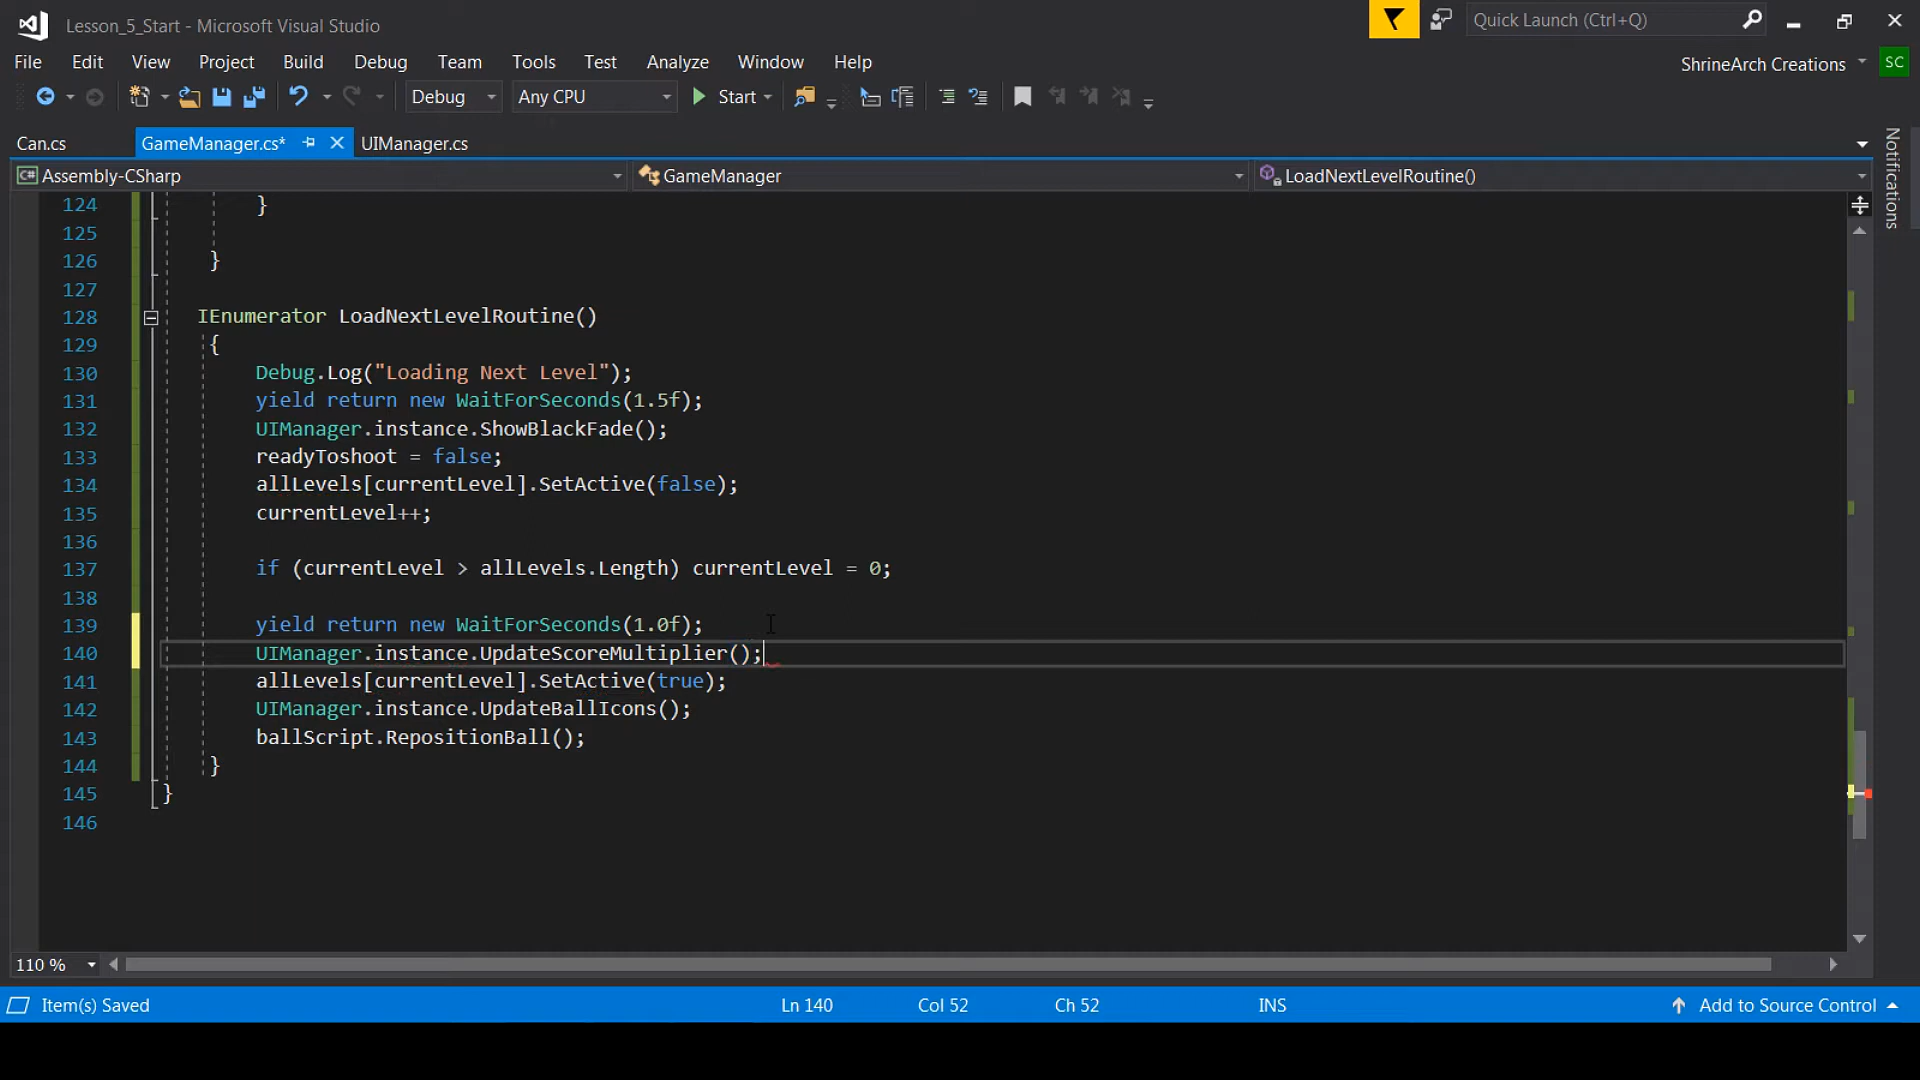 Lesson_5_Start - Microsoft Visual Studio
Quick Launch (Ctrl+Q)
File Edit View Project Build Debug Team Tools Test Analyze Window Help
ShrineArch Creations SC
Debug Any CPU Start
Can.cs GameManager.cs* UIManager.cs
Notifications
C# Assembly-CSharp GameManager LoadNextLevelRoutine()
124 }
125
126 }
127
128 IEnumerator LoadNextLevelRoutine()
129 {
130 Debug.Log("Loading Next Level");
131 yield return new WaitForSeconds(1.5f);
132 UIManager.instance.ShowBlackFade();
133 readyToshoot = false;
134 allLevels[currentLevel].SetActive(false);
135 currentLevel++;
136
137 if (currentLevel > allLevels.Length) currentLevel = 0;
138
139 yield return new WaitForSeconds(1.0f);
140 UIManager.instance.UpdateScoreMultiplier();
141 allLevels[currentLevel].SetActive(true);
142 UIManager.instance.UpdateBallIcons();
143 ballScript.RepositionBall();
144 }
145 }
146
110 %
Item(s) Saved Ln 140 Col 52 Ch 52 INS Add to Source Control